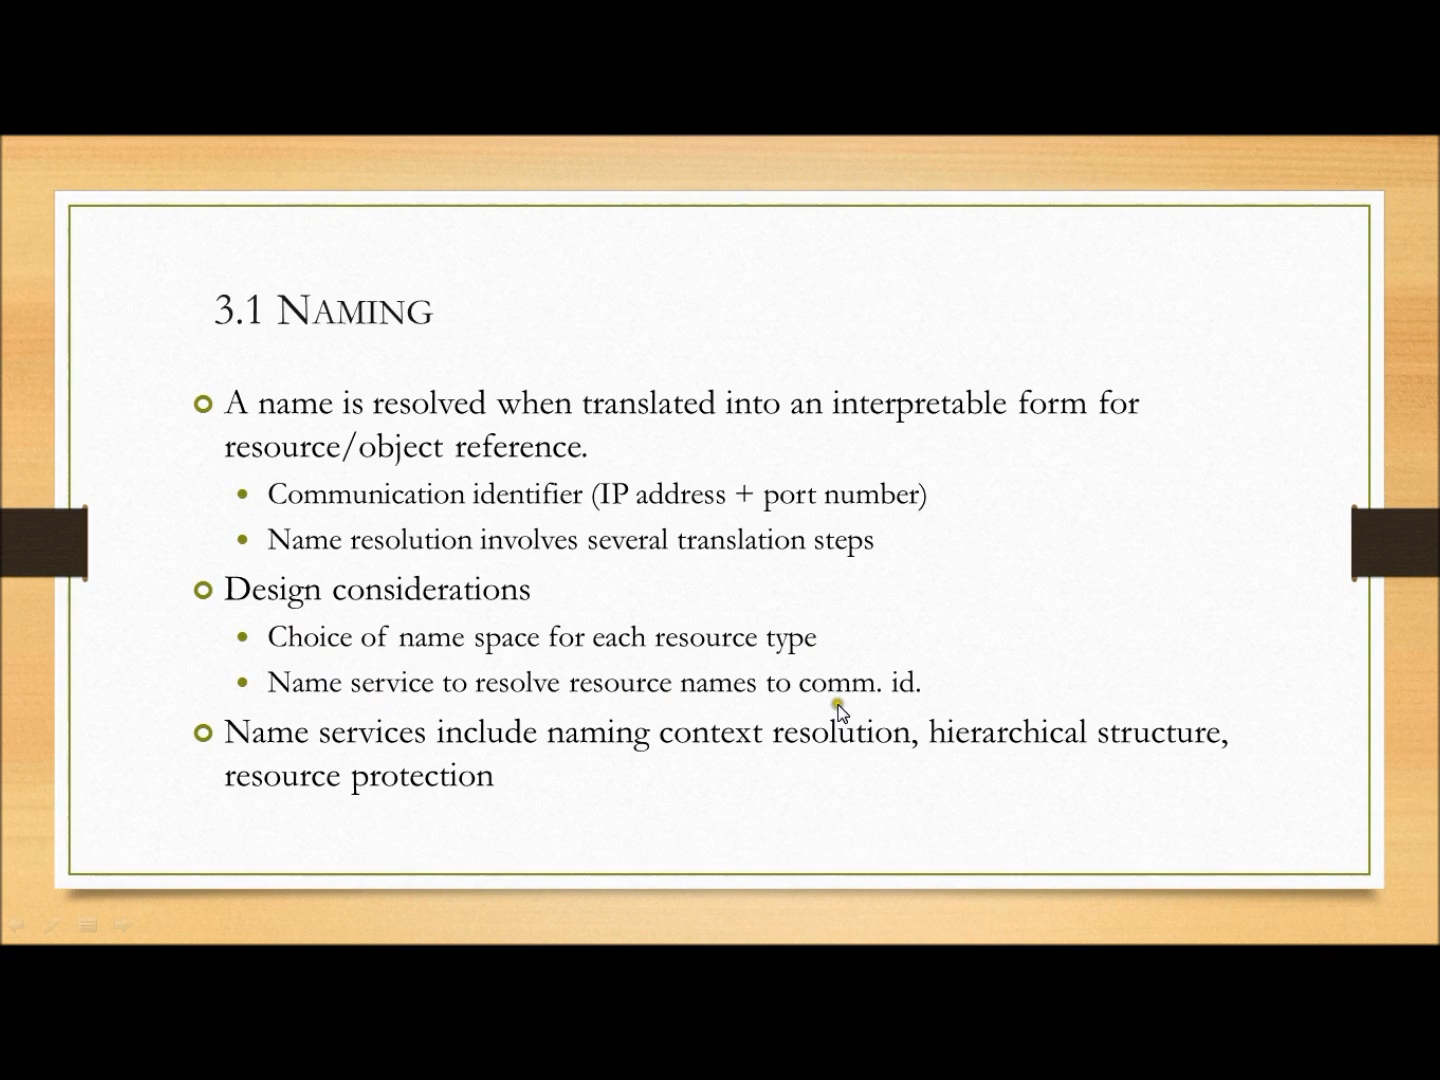 3.1 NAMING
A name is resolved when translated into an interpretable form for
resource/object reference.
Communication identifier (IP address + port number)
Name resolution involves several translation steps
Design considerations
Choice of name space for each resource type
Name service to resolve resource names to comm. id.
Name services include naming context resolution, hierarchical structure,
resource protection